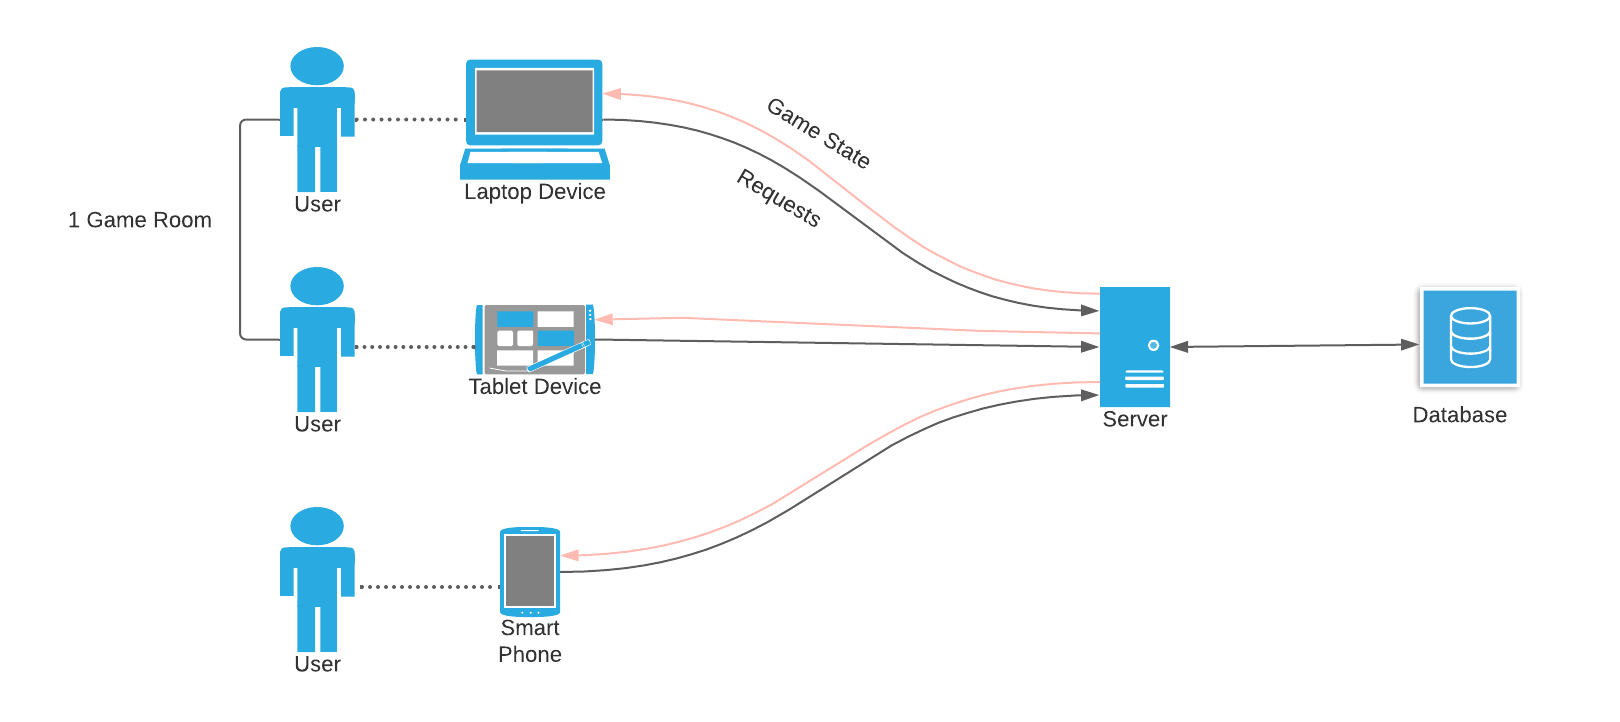 Game State
Requests
Laptop Device
User
1 Game Room
Tablet Device
User
Server
Database
Smart
Phone
User